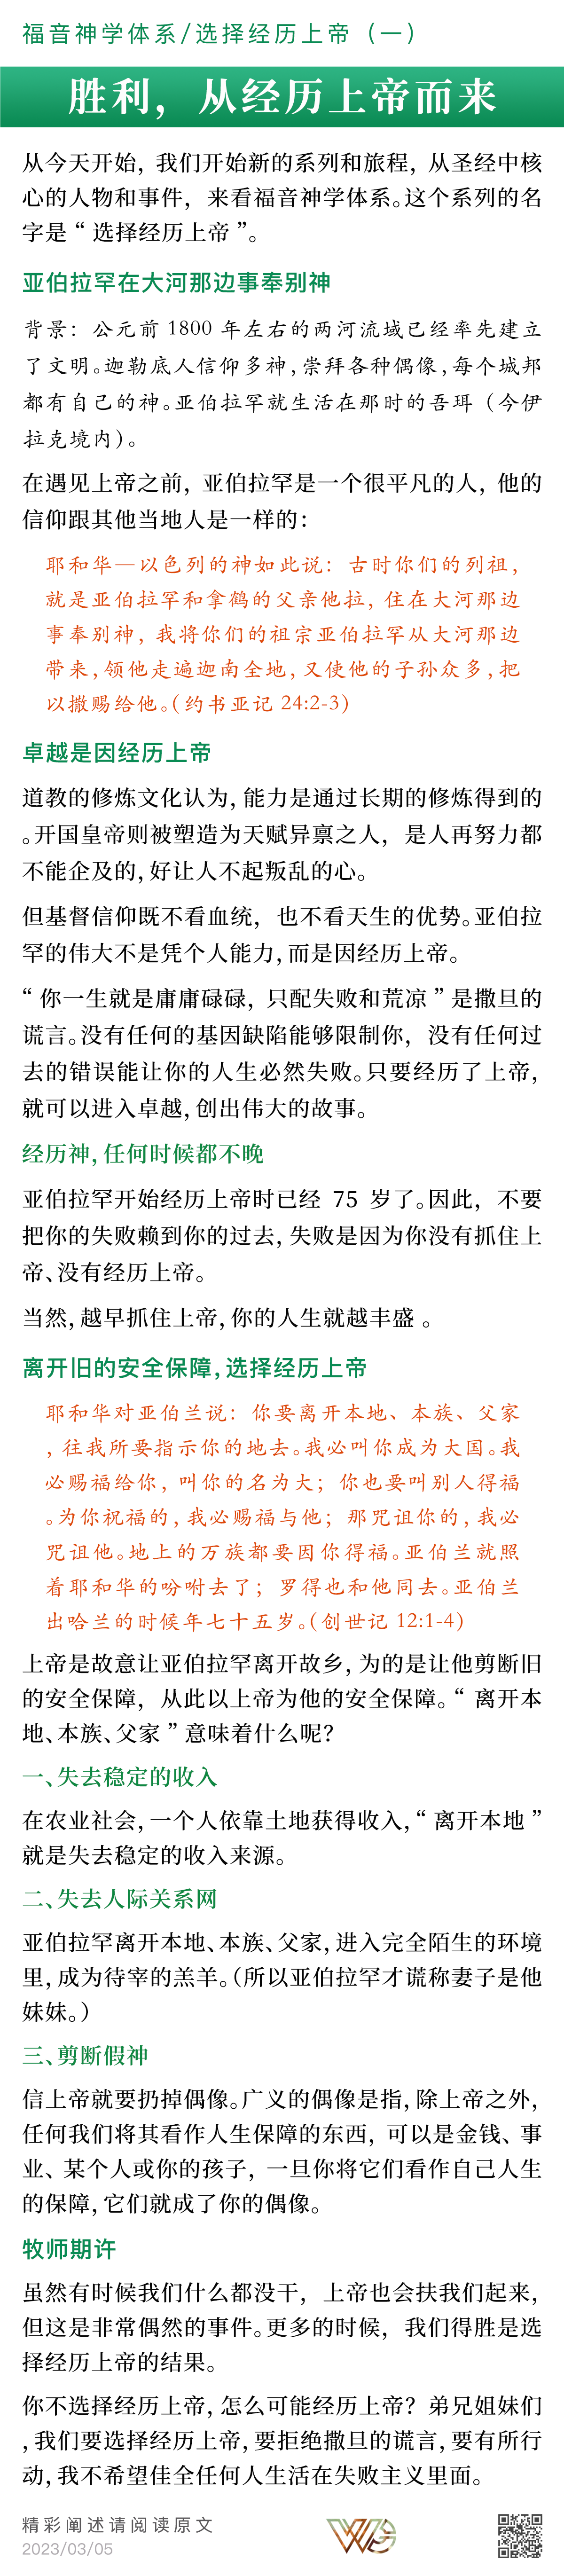 福音神学体系/选择经历上帝（一）
胜利，从经历上帝而来
从今天开始，我们开始新的系列和旅程，从圣经中核
心的人物和事件，来看福音神学体系。这个系列的名
字是“选择经历上帝”。
亚伯拉罕在大河那边事奉别神
背景：公元前 1800 年左右的两河流域已经率先建立
了文明。迦勒底人信仰多神，崇拜各种偶像，每个城邦
都有自己的神。亚伯拉罕就生活在那时的吾珥（今伊
拉克境内）。
在遇见上帝之前，亚伯拉罕是一个很平凡的人，他的
信仰跟其他当地人是一样的：
耶和华—以色列的神如此说：古时你们的列祖，
就是亚伯拉罕和拿鹤的父亲他拉，住在大河那边
事奉别神，我将你们的祖宗亚伯拉罕从大河那边
带来，领他走遍迦南全地，又使他的子孙众多，把
以撒赐给他。（约书亚记 24:2-3）
卓越是因经历上帝
道教的修炼文化认为，能力是通过长期的修炼得到的
。开国皇帝则被塑造为天赋异禀之人，是人再努力都
不能企及的，好让人不起叛乱的心。
但基督信仰既不看血统，也不看天生的优势。亚伯拉
罕的伟大不是凭个人能力，而是因经历上帝。
“你一生就是庸庸碌碌，只配失败和荒凉”是撒旦的
谎言。没有任何的基因缺陷能够限制你，没有任何过
去的错误能让你的人生必然失败。只要经历了上帝，
就可以进入卓越，创出伟大的故事。
经历神，任何时候都不晚
亚伯拉罕开始经历上帝时已经 75 岁了。因此，不要
把你的失败赖到你的过去，失败是因为你没有抓住上
帝、没有经历上帝。
当然，越早抓住上帝，你的人生就越丰盛 。
离开旧的安全保障，选择经历上帝
耶和华对亚伯兰说：你要离开本地、本族、父家
，往我所要指示你的地去。我必叫你成为大国。我
必赐福给你，叫你的名为大；你也要叫别人得福
。为你祝福的，我必赐福与他；那咒诅你的，我必
咒诅他。地上的万族都要因你得福。亚伯兰就照
着耶和华的吩咐去了；罗得也和他同去。亚伯兰
出哈兰的时候年七十五岁。（创世记 12:1-4）
上帝是故意让亚伯拉罕离开故乡，为的是让他剪断旧
的安全保障，从此以上帝为他的安全保障。“离开本
地、本族、父家”意味着什么呢？
一、失去稳定的收入
在农业社会，一个人依靠土地获得收入，“离开本地”
就是失去稳定的收入来源。
二、失去人际关系网
亚伯拉罕离开本地、本族、父家，进入完全陌生的环境
里，成为待宰的羔羊。（所以亚伯拉罕才谎称妻子是他
妹妹。）
三、剪断假神
信上帝就要扔掉偶像。广义的偶像是指，除上帝之外，
任何我们将其看作人生保障的东西，可以是金钱、事
业、某个人或你的孩子，一旦你将它们看作自己人生
的保障，它们就成了你的偶像。
牧师期许
虽然有时候我们什么都没干，上帝也会扶我们起来，
但这是非常偶然的事件。更多的时候，我们得胜是选
择经历上帝的结果。
你不选择经历上帝，怎么可能经历上帝？弟兄姐妹们
，我们要选择经历上帝，要拒绝撒旦的谎言，要有所行
动，我不希望佳全任何人生活在失败主义里面。
精彩阐述请阅读原文
2023/03/05